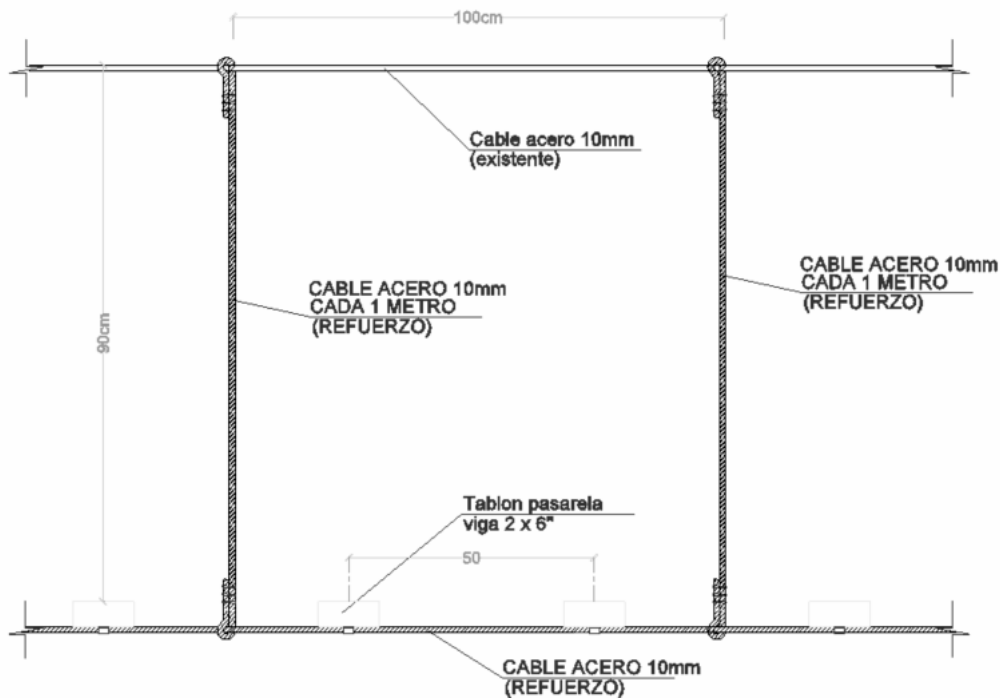 100cm
Cable acero 10mm
(existente)
CABLE ACERO 10mm
CADA 1 METRO
(REFUERZO)
CABLE ACERO 10mm
CADA 1 METRO
(REFUERZO)
90cm
Tablon pasarela
viga 2 x 6"
50
CABLE ACERO 10mm
(REFUERZO)